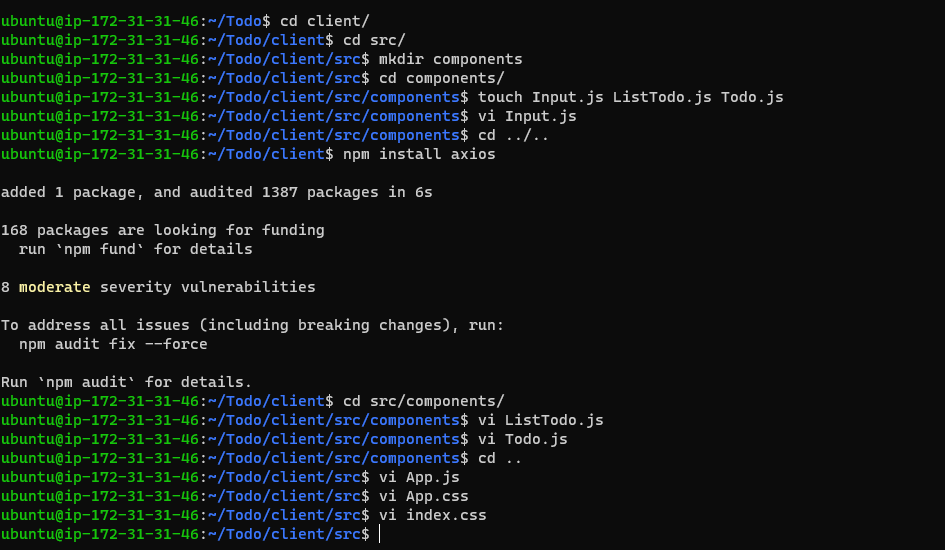 ubuntu@ip-172-31-31-46:~/Todo$ cd client/
ubuntu@ip-172-31-31-46:~/Todo/client$ cd src/
ubuntu@ip-172-31-31-46:~/Todo/client/src$ mkdir components
ubuntu@ip-172-31-31-46:~/Todo/client/src$ cd components/
ubuntu@ip-172-31-31-46:~/Todo/client/src/components$ touch Input.js ListTodo.js Todo.js
ubuntu@ip-172-31-31-46:~/Todo/client/src/components$ vi Input.js
ubuntu@ip-172-31-31-46:~/Todo/client/src/components$ cd ../..
ubuntu@ip-172-31-31-46:~/Todo/client$ npm install axios
added 1 package, and audited 1387 packages in 6s
168 packages are looking for funding
  run `npm fund` for details
8 moderate severity vulnerabilities
To address all issues (including breaking changes), run:
  npm audit fix --force
Run `npm audit` for details.
ubuntu@ip-172-31-31-46:~/Todo/client$ cd src/components/
ubuntu@ip-172-31-31-46:~/Todo/client/src/components$ vi ListTodo.js
ubuntu@ip-172-31-31-46:~/Todo/client/src/components$ vi Todo.js
ubuntu@ip-172-31-31-46:~/Todo/client/src/components$ cd ..
ubuntu@ip-172-31-31-46:~/Todo/client/src$ vi App.js
ubuntu@ip-172-31-31-46:~/Todo/client/src$ vi App.css
ubuntu@ip-172-31-31-46:~/Todo/client/src$ vi index.css
ubuntu@ip-172-31-31-46:~/Todo/client/src$